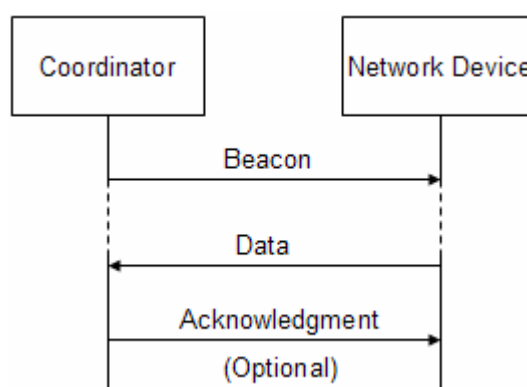 Coordinator
Network Device
Beacon
Data
Acknowledgment
(Optional)